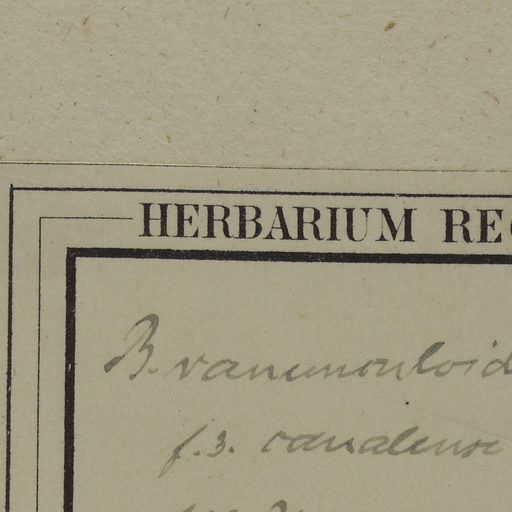 HERBARIUM RE
B. ranunculoid
f. 3. canalense